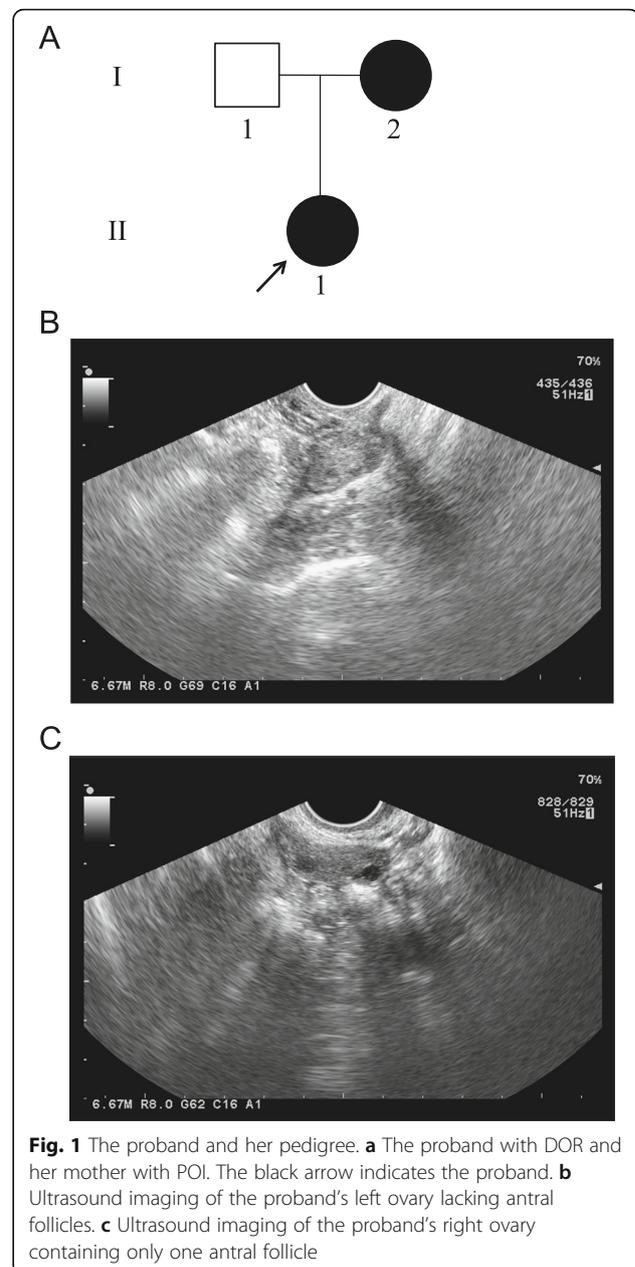 A
I
1
2
II
1
B
70%
435/436
51Hz1
6.67M R8.0 G69 C16 A1
C
70%
828/829
51Hz1
6.67M R8.0 G62 C16 A1
Fig. 1 The proband and her pedigree. a The proband with DOR and
her mother with POI. The black arrow indicates the proband. b
Ultrasound imaging of the proband's left ovary lacking antral
follicles. c Ultrasound imaging of the proband's right ovary
containing only one antral follicle